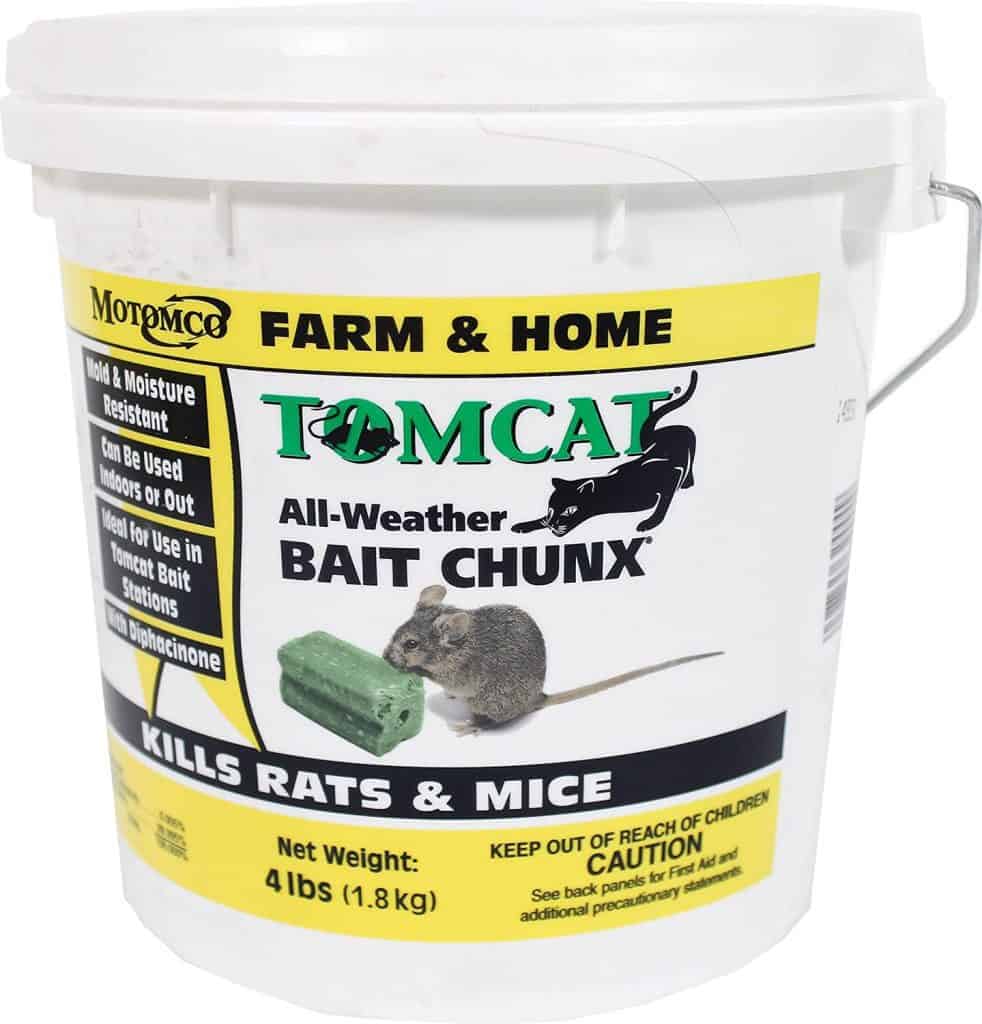 MOTOMCO
FARM & HOME
Mold & Moisture
Resistant
Can Be Used
Indoors or Out
Ideal for Use in
Tomcat Bait
Stations
With Diphacinone
TOMCAT®
All-Weather
BAIT CHUNX®
KILLS RATS & MICE
Net Weight:
4 lbs (1.8 kg)
KEEP OUT OF REACH OF CHILDREN
CAUTION
See back panels for First Aid and
additional precautionary statements.